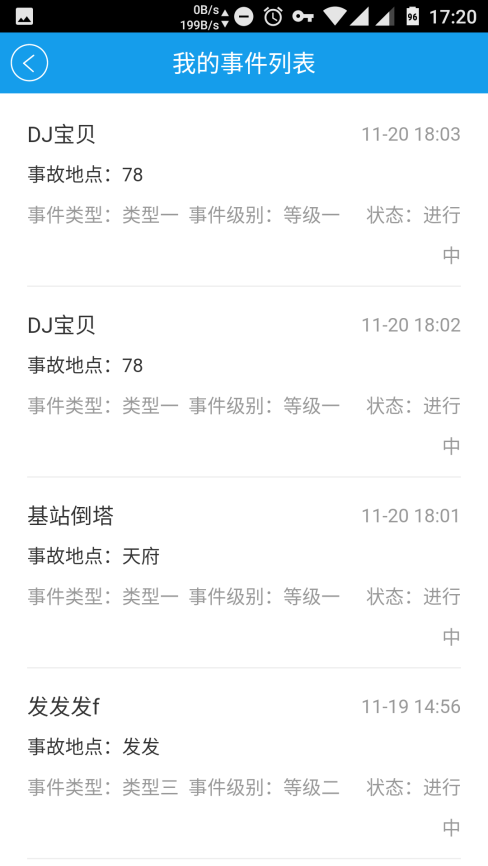 0B/s
199B/s
96
17:20
我的事件列表
DJ宝贝 11-20 18:03
事故地点：78
事件类型：类型一 事件级别：等级一 状态：进行
中
DJ宝贝 11-20 18:02
事故地点：78
事件类型：类型一 事件级别：等级一 状态：进行
中
基站倒塔 11-20 18:01
事故地点：天府
事件类型：类型一 事件级别：等级一 状态：进行
中
发发发f 11-19 14:56
事故地点：发发
事件类型：类型三 事件级别：等级二 状态：进行
中